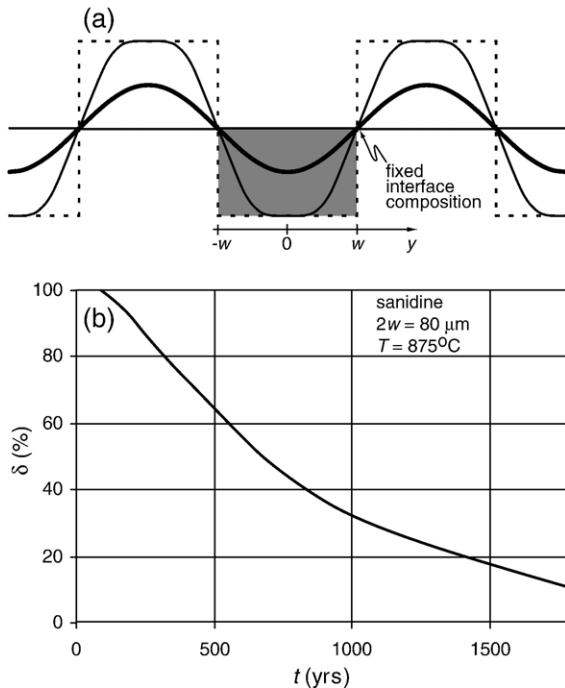 (a)
fixed
interface
composition
-w 0 w y
(b)
sanidine
2w = 80 μm
T = 875°C
100
80
60
40
20
0
δ (%)
0 500 1000 1500
t (yrs)